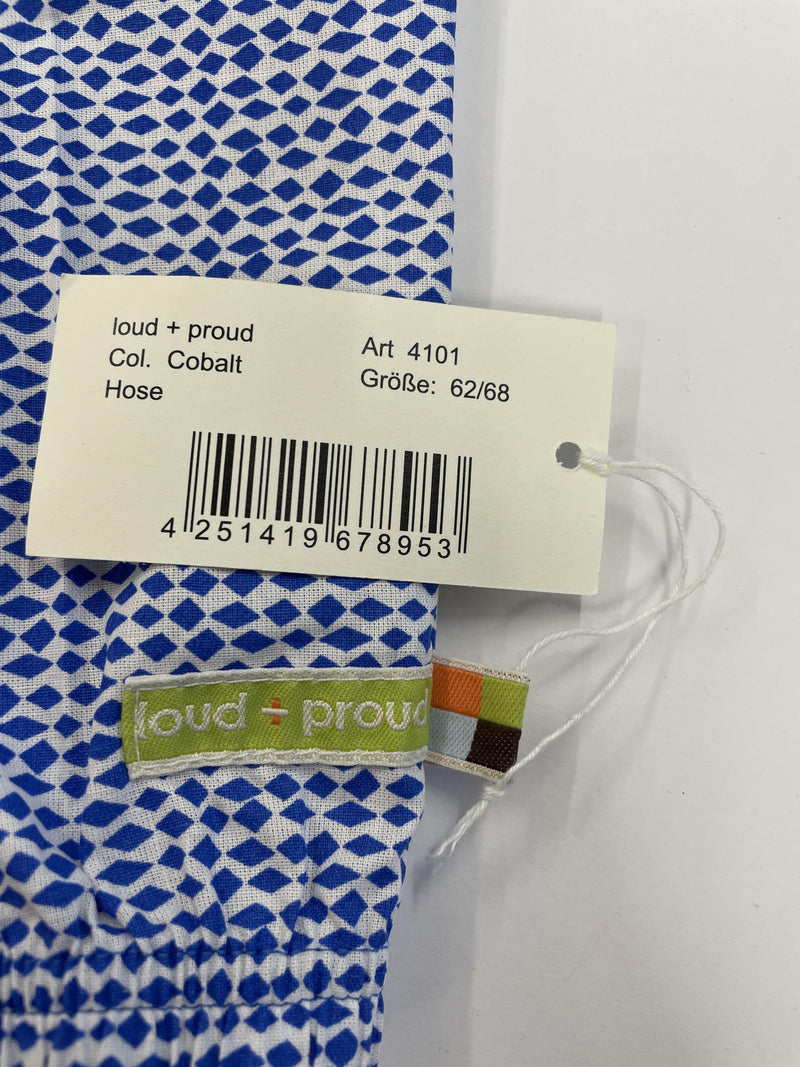 loud + proud
Col. Cobalt
Hose
Art 4101
Größe: 62/68
4 251419 678953
loud + proud